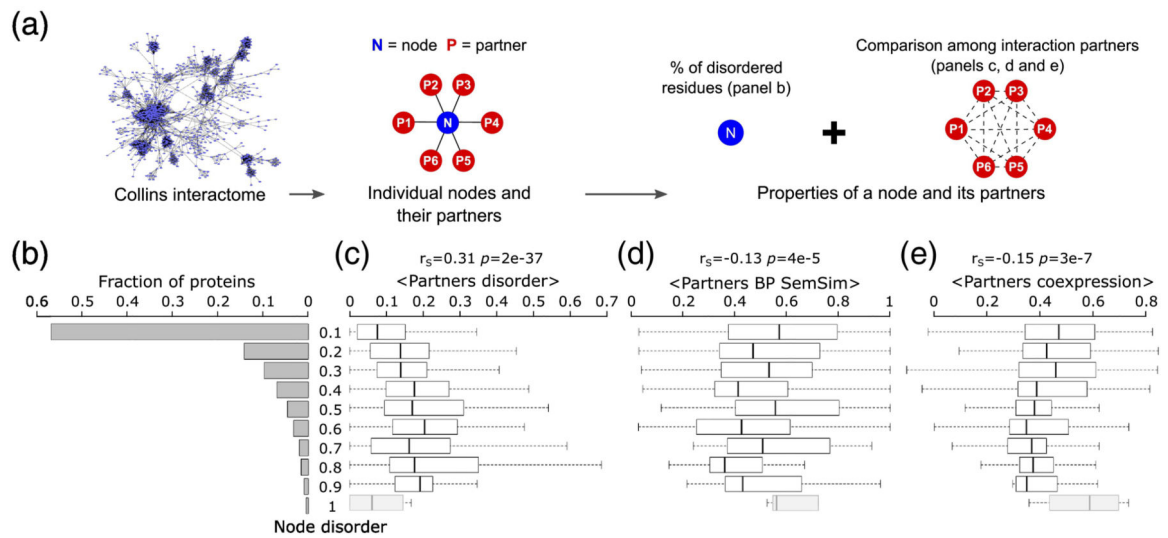 (a)
Collins interactome
N = node P = partner
P2 P3
P1 N P4
P6 P5
Individual nodes and
their partners
% of disordered
residues (panel b)
N
+
Comparison among interaction partners
(panels c, d and e)
P2 P3
P1 P4
P6 P5
Properties of a node and its partners
(b)
Fraction of proteins
0.6 0.5 0.4 0.3 0.2 0.1 0
0.1
0.2
0.3
0.4
0.5
0.6
0.7
0.8
0.9
1
Node disorder
(c)
rS=0.31 p=2e-37
<Partners disorder>
0 0.1 0.2 0.3 0.4 0.5 0.6 0.7
(d)
rS=-0.13 p=4e-5
<Partners BP SemSim>
0 0.2 0.4 0.6 0.8 1
(e)
rS=-0.15 p=3e-7
<Partners coexpression>
0 0.2 0.4 0.6 0.8